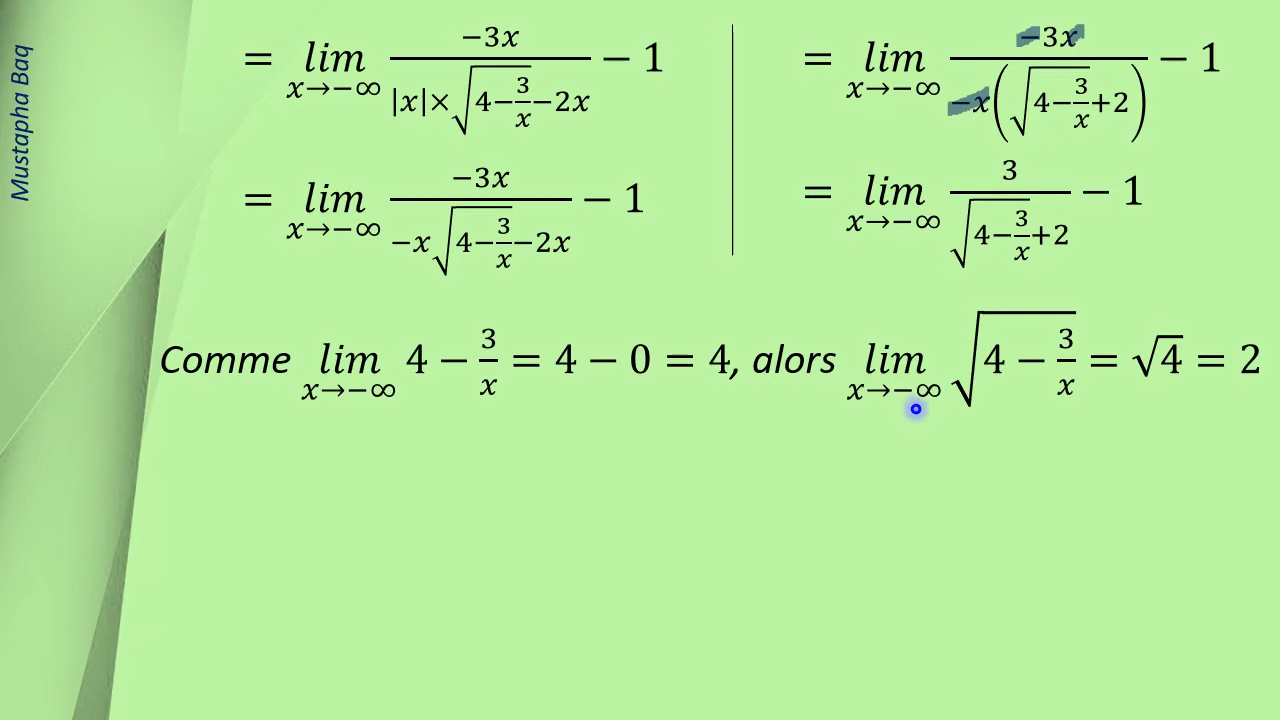 Mustapha Baq
= lim x→−∞ −3x / (|x|×√(4−3/x)−2x) − 1
= lim x→−∞ −3x / (−x√(4−3/x)−2x) − 1
= lim x→−∞ −3x / (−x(√(4−3/x)+2)) − 1
= lim x→−∞ 3 / (√(4−3/x)+2) − 1
Comme lim x→−∞ 4 − 3/x = 4 − 0 = 4, alors lim x→−∞ √(4 − 3/x) = √4 = 2